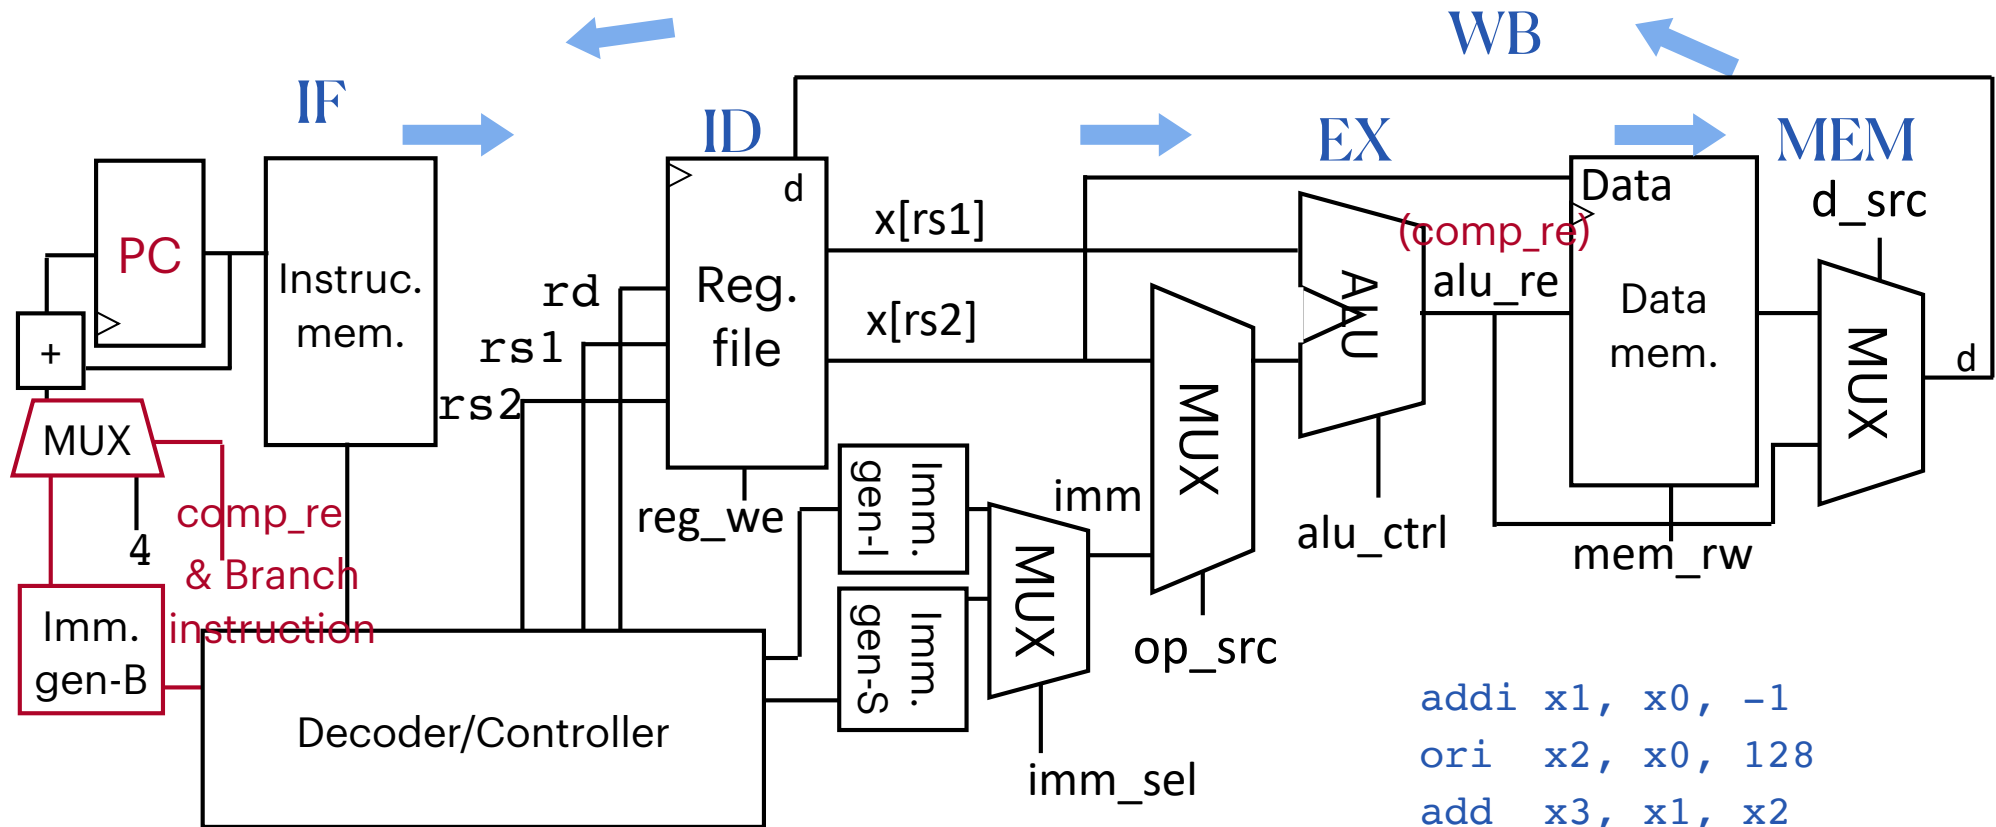 WB
IF
ID
EX
MEM
Data
d
d_src
x[rs1]
(comp_re)
PC
Instruc.
mem.
rd
Reg.
file
ALU
alu_re
Data
mem.
x[rs2]
rs1
+
MUX
d
MUX
rs2
MUX
Imm.
gen-I
imm
reg_we
comp_re
& Branch
instruction
4
alu_ctrl
mem_rw
MUX
Imm.
gen-B
Imm.
gen-S
op_src
Decoder/Controller
imm_sel
addi x1, x0, -1
ori x2, x0, 128
add x3, x1, x2